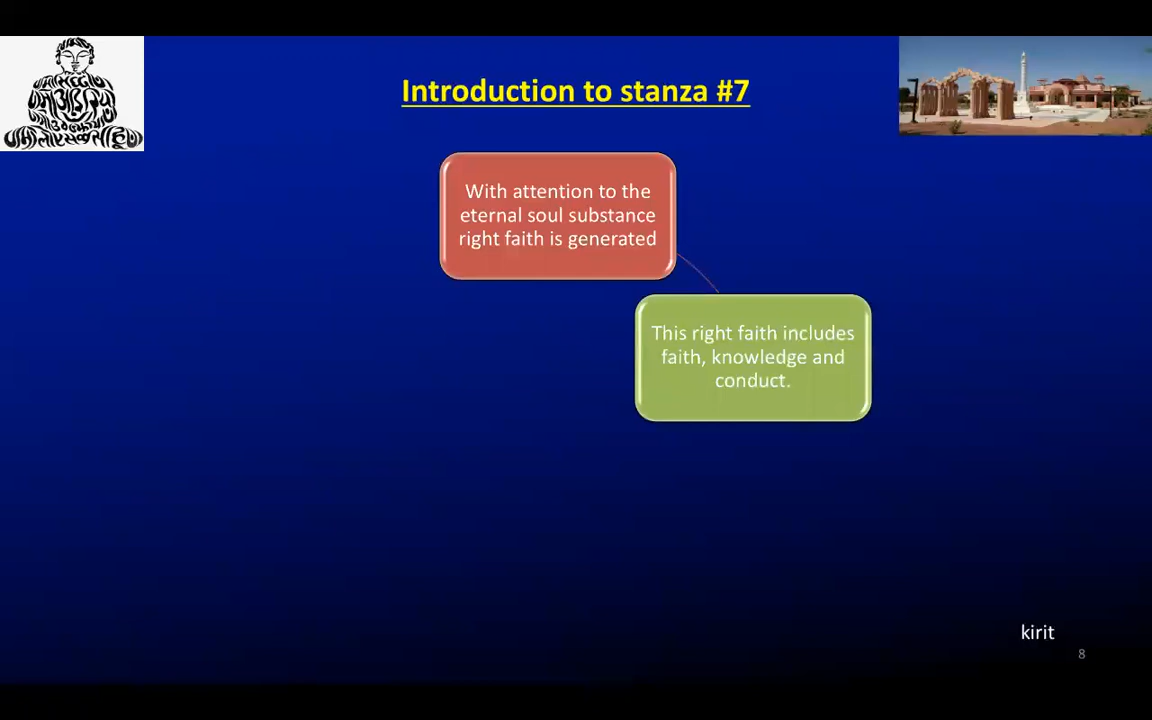 Introduction to stanza #7
With attention to the
eternal soul substance
right faith is generated
This right faith includes
faith, knowledge and
conduct.
kirit
8